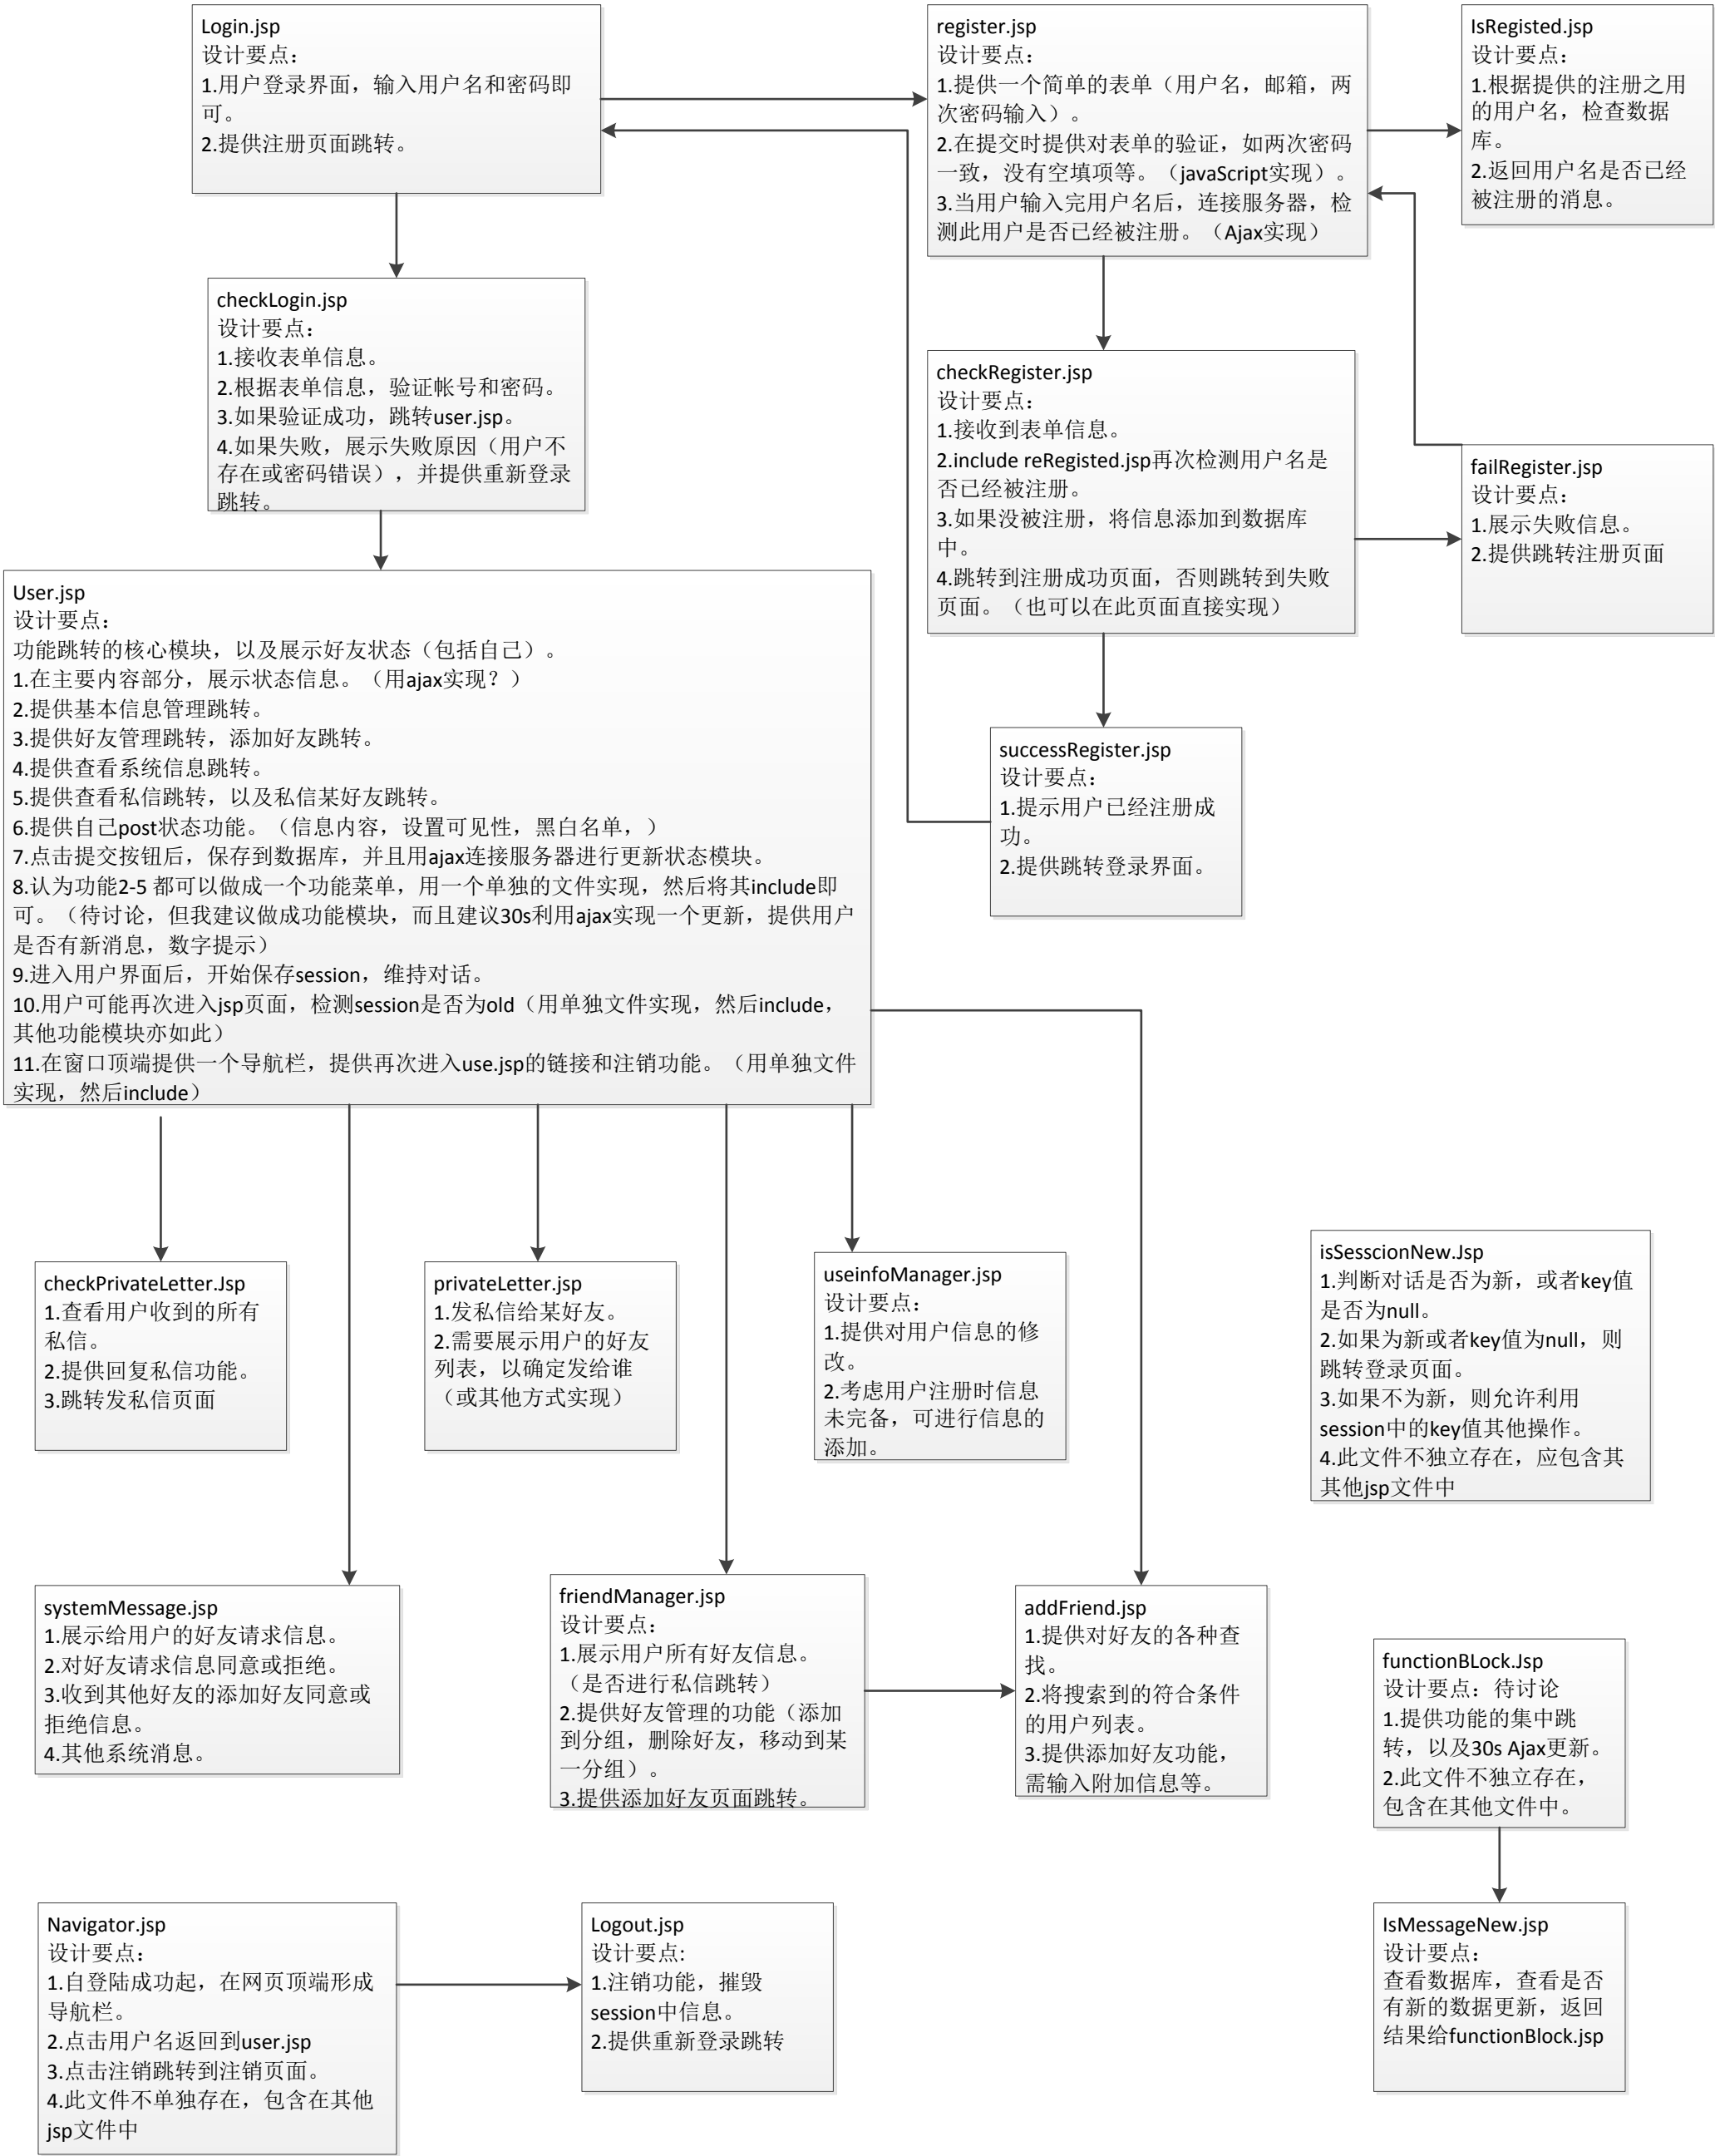 Login.jsp
设计要点：
1.用户登录界面，输入用户名和密码即
可。
2.提供注册页面跳转。
register.jsp
设计要点：
1.提供一个简单的表单（用户名，邮箱，两
次密码输入）。
2.在提交时提供对表单的验证，如两次密码
一致，没有空填项等。（javaScript实现）。
3.当用户输入完用户名后，连接服务器，检
测此用户是否已经被注册。（Ajax实现）
IsRegisted.jsp
设计要点：
1.根据提供的注册之用
的用户名，检查数据
库。
2.返回用户名是否已经
被注册的消息。
checkLogin.jsp
设计要点：
1.接收表单信息。
2.根据表单信息，验证帐号和密码。
3.如果验证成功，跳转user.jsp。
4.如果失败，展示失败原因（用户不
存在或密码错误），并提供重新登录
跳转。
checkRegister.jsp
设计要点：
1.接收到表单信息。
2.include reRegisted.jsp再次检测用户名是
否已经被注册。
3.如果没被注册，将信息添加到数据库
中。
4.跳转到注册成功页面，否则跳转到失败
页面。（也可以在此页面直接实现）
failRegister.jsp
设计要点：
1.展示失败信息。
2.提供跳转注册页面
User.jsp
设计要点：
功能跳转的核心模块，以及展示好友状态（包括自己）。
1.在主要内容部分，展示状态信息。（用ajax实现？）
2.提供基本信息管理跳转。
3.提供好友管理跳转，添加好友跳转。
4.提供查看系统信息跳转。
5.提供查看私信跳转，以及私信某好友跳转。
6.提供自己post状态功能。（信息内容，设置可见性，黑白名单，）
7.点击提交按钮后，保存到数据库，并且用ajax连接服务器进行更新状态模块。
8.认为功能2-5 都可以做成一个功能菜单，用一个单独的文件实现，然后将其include即
可。（待讨论，但我建议做成功能模块，而且建议30s利用ajax实现一个更新，提供用户
是否有新消息，数字提示）
9.进入用户界面后，开始保存session，维持对话。
10.用户可能再次进入jsp页面，检测session是否为old（用单独文件实现，然后include，
其他功能模块亦如此）
11.在窗口顶端提供一个导航栏，提供再次进入use.jsp的链接和注销功能。（用单独文件
实现，然后include）
successRegister.jsp
设计要点：
1.提示用户已经注册成
功。
2.提供跳转登录界面。
checkPrivateLetter.Jsp
1.查看用户收到的所有
私信。
2.提供回复私信功能。
3.跳转发私信页面
privateLetter.jsp
1.发私信给某好友。
2.需要展示用户的好友
列表，以确定发给谁
（或其他方式实现）
useinfoManager.jsp
设计要点：
1.提供对用户信息的修
改。
2.考虑用户注册时信息
未完备，可进行信息的
添加。
isSesscionNew.Jsp
1.判断对话是否为新，或者key值
是否为null。
2.如果为新或者key值为null，则
跳转登录页面。
3.如果不为新，则允许利用
session中的key值其他操作。
4.此文件不独立存在，应包含其
其他jsp文件中
systemMessage.jsp
1.展示给用户的好友请求信息。
2.对好友请求信息同意或拒绝。
3.收到其他好友的添加好友同意或
拒绝信息。
4.其他系统消息。
friendManager.jsp
设计要点：
1.展示用户所有好友信息。
（是否进行私信跳转）
2.提供好友管理的功能（添加
到分组，删除好友，移动到某
一分组）。
3.提供添加好友页面跳转。
addFriend.jsp
1.提供对好友的各种查
找。
2.将搜索到的符合条件
的用户列表。
3.提供添加好友功能，
需输入附加信息等。
functionBLock.Jsp
设计要点：待讨论
1.提供功能的集中跳
转，以及30s Ajax更新。
2.此文件不独立存在，
包含在其他文件中。
Navigator.jsp
设计要点：
1.自登陆成功起，在网页顶端形成
导航栏。
2.点击用户名返回到user.jsp
3.点击注销跳转到注销页面。
4.此文件不单独存在，包含在其他
jsp文件中
Logout.jsp
设计要点：
1.注销功能，摧毁
session中信息。
2.提供重新登录跳转
IsMessageNew.jsp
设计要点：
查看数据库，查看是否
有新的数据更新，返回
结果给functionBlock.jsp